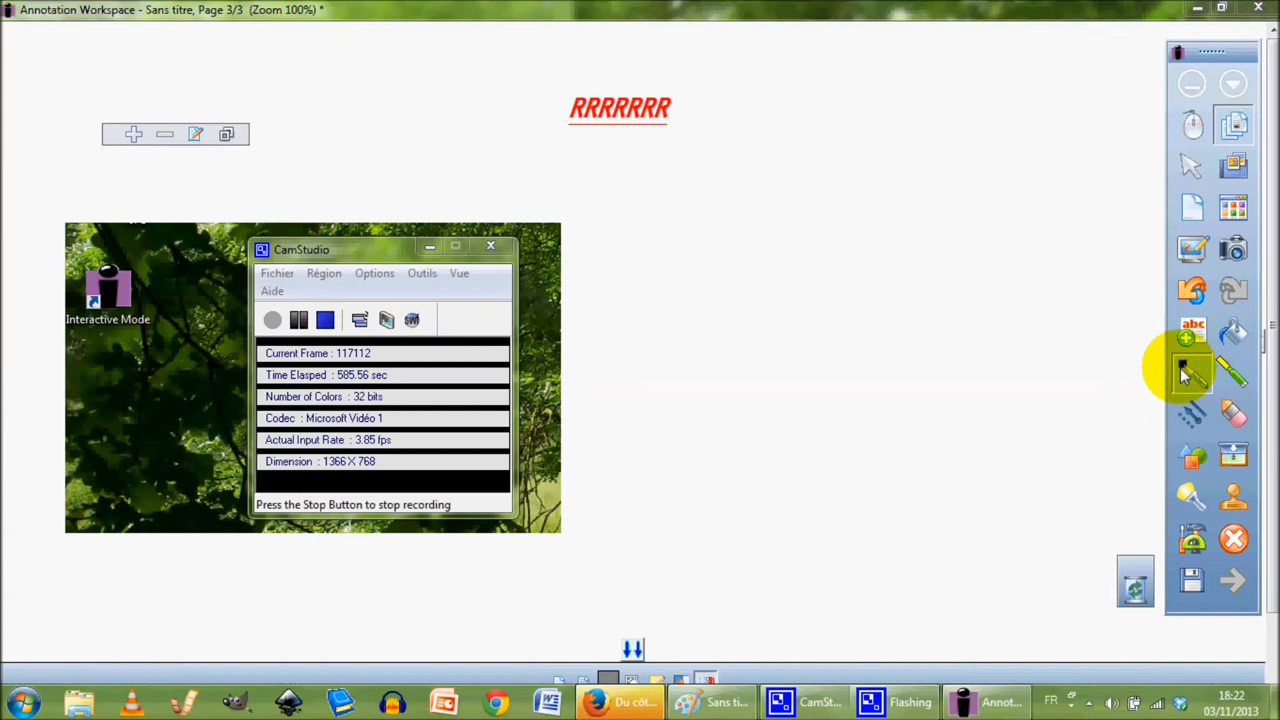 Annotation Workspace - Sans titre, Page 3/3 (Zoom 100%) *
RRRRRRR
CamStudio
Fichier Région Options Outils Vue
Aide
Interactive Mode
Current Frame : 117112
Time Elasped : 585.56 sec
Number of Colors : 32 bits
Codec : Microsoft Vidéo 1
Actual Input Rate : 3.85 fps
Dimension : 1366 X 768
Press the Stop Button to stop recording
abc
Du côt...
Sans ti...
CamSt...
Flashing
Annot...
FR
18:22
03/11/2013